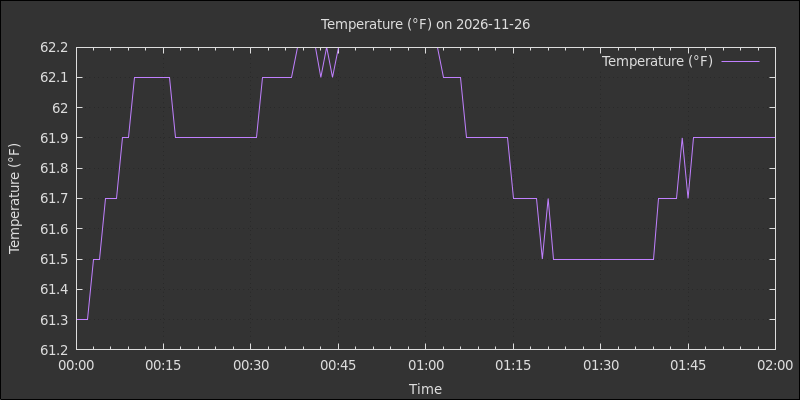 Temperature (°F) on 2026-11-26
Temperature (°F)
Temperature (°F)
62.2
62.1
62
61.9
61.8
61.7
61.6
61.5
61.4
61.3
61.2
00:00 00:15 00:30 00:45 01:00 01:15 01:30 01:45 02:00
Time